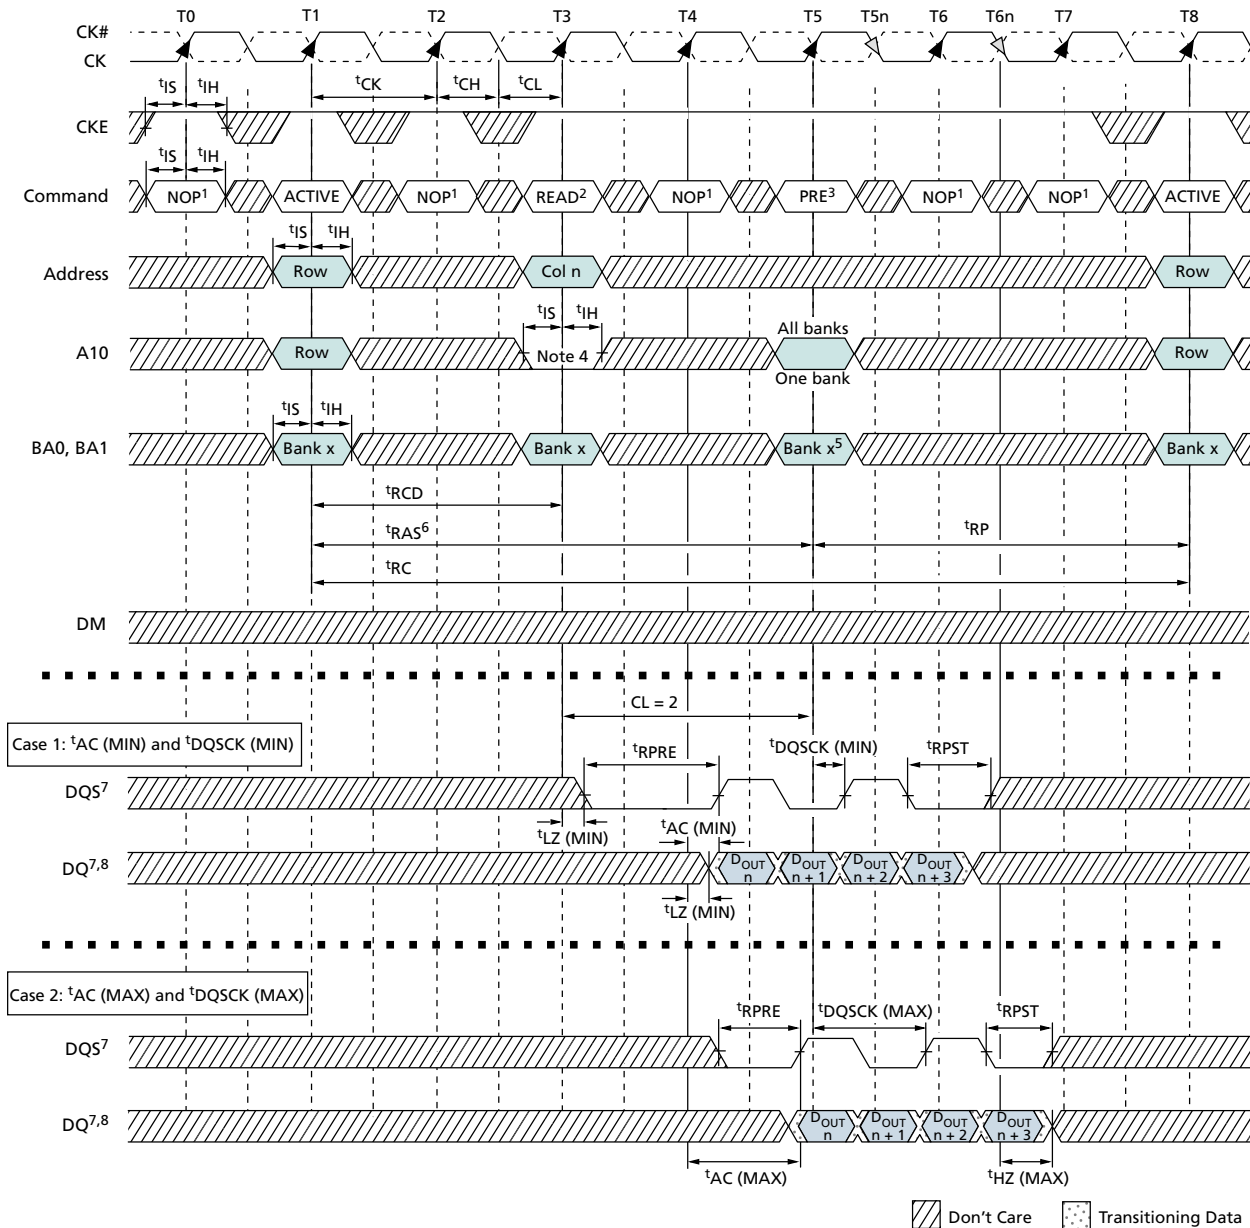 T0 T1 T2 T3 T4 T5 T5n T6 T6n T7 T8
CK#
CK
tIS tIH tCK tCH tCL
CKE
tIS tIH
Command NOP1 ACTIVE NOP1 READ2 NOP1 PRE3 NOP1 NOP1 ACTIVE
tIS tIH
Address Row Col n Row
tIS tIH All banks
A10 Row Note 4 Row
One bank
tIS tIH
BA0, BA1 Bank x Bank x Bank x5 Bank x
tRCD
tRAS6 tRP
tRC
DM
CL = 2
Case 1: tAC (MIN) and tDQSCK (MIN)
tRPRE tDQSCK (MIN) tRPST
DQS7
tLZ (MIN) tAC (MIN)
DQ7,8 DOUT n DOUT n + 1 DOUT n + 2 DOUT n + 3
tLZ (MIN)
Case 2: tAC (MAX) and tDQSCK (MAX)
tRPRE tDQSCK (MAX) tRPST
DQS7
DQ7,8 DOUT n DOUT n + 1 DOUT n + 2 DOUT n + 3
tAC (MAX) tHZ (MAX)
Don't Care Transitioning Data